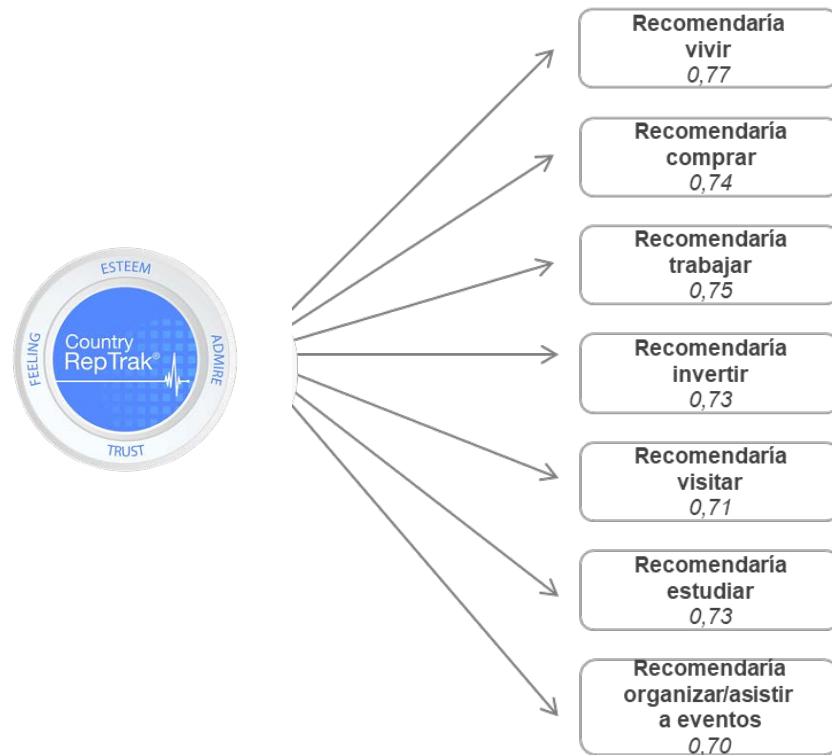 ESTEEM
FEELING
Country
RepTrak®
ADMIRE
TRUST
Recomendaría
vivir
0,77
Recomendaría
comprar
0,74
Recomendaría
trabajar
0,75
Recomendaría
invertir
0,73
Recomendaría
visitar
0,71
Recomendaría
estudiar
0,73
Recomendaría
organizar/asistir
a eventos
0,70